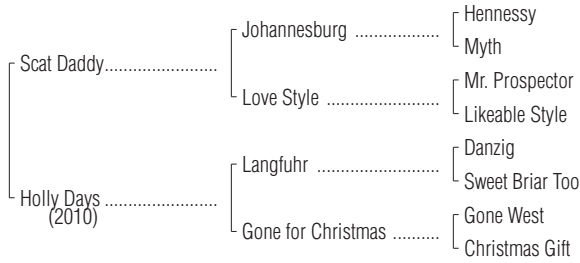 Hennessy
Johannesburg ..................
Myth
Scat Daddy........................
Mr. Prospector
Love Style ........................
Likeable Style
Danzig
Langfuhr ..........................
Sweet Briar Too
Holly Days ........................
(2010)
Gone West
Gone for Christmas ..........
Christmas Gift